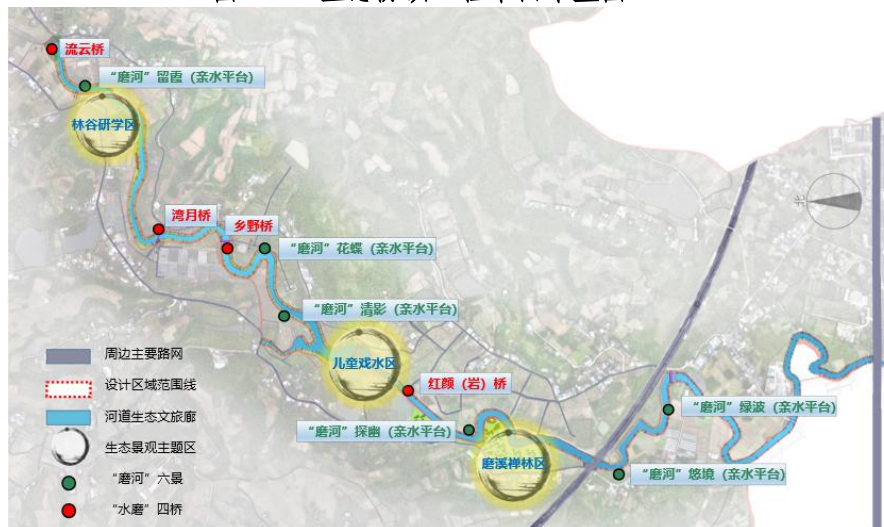 流云桥
“磨河”留霞（亲水平台）
林谷研学区
湾月桥
乡野桥
“磨河”花蝶（亲水平台）
“磨河”清影（亲水平台）
儿童戏水区
红颜（岩）桥
“磨河”探幽（亲水平台）
磨溪禅林区
“磨河”绿波（亲水平台）
“磨河”悠境（亲水平台）
北
周边主要路网
设计区域范围线
河道生态文旅廊
生态景观主题区
“磨河”六景
“水磨”四桥